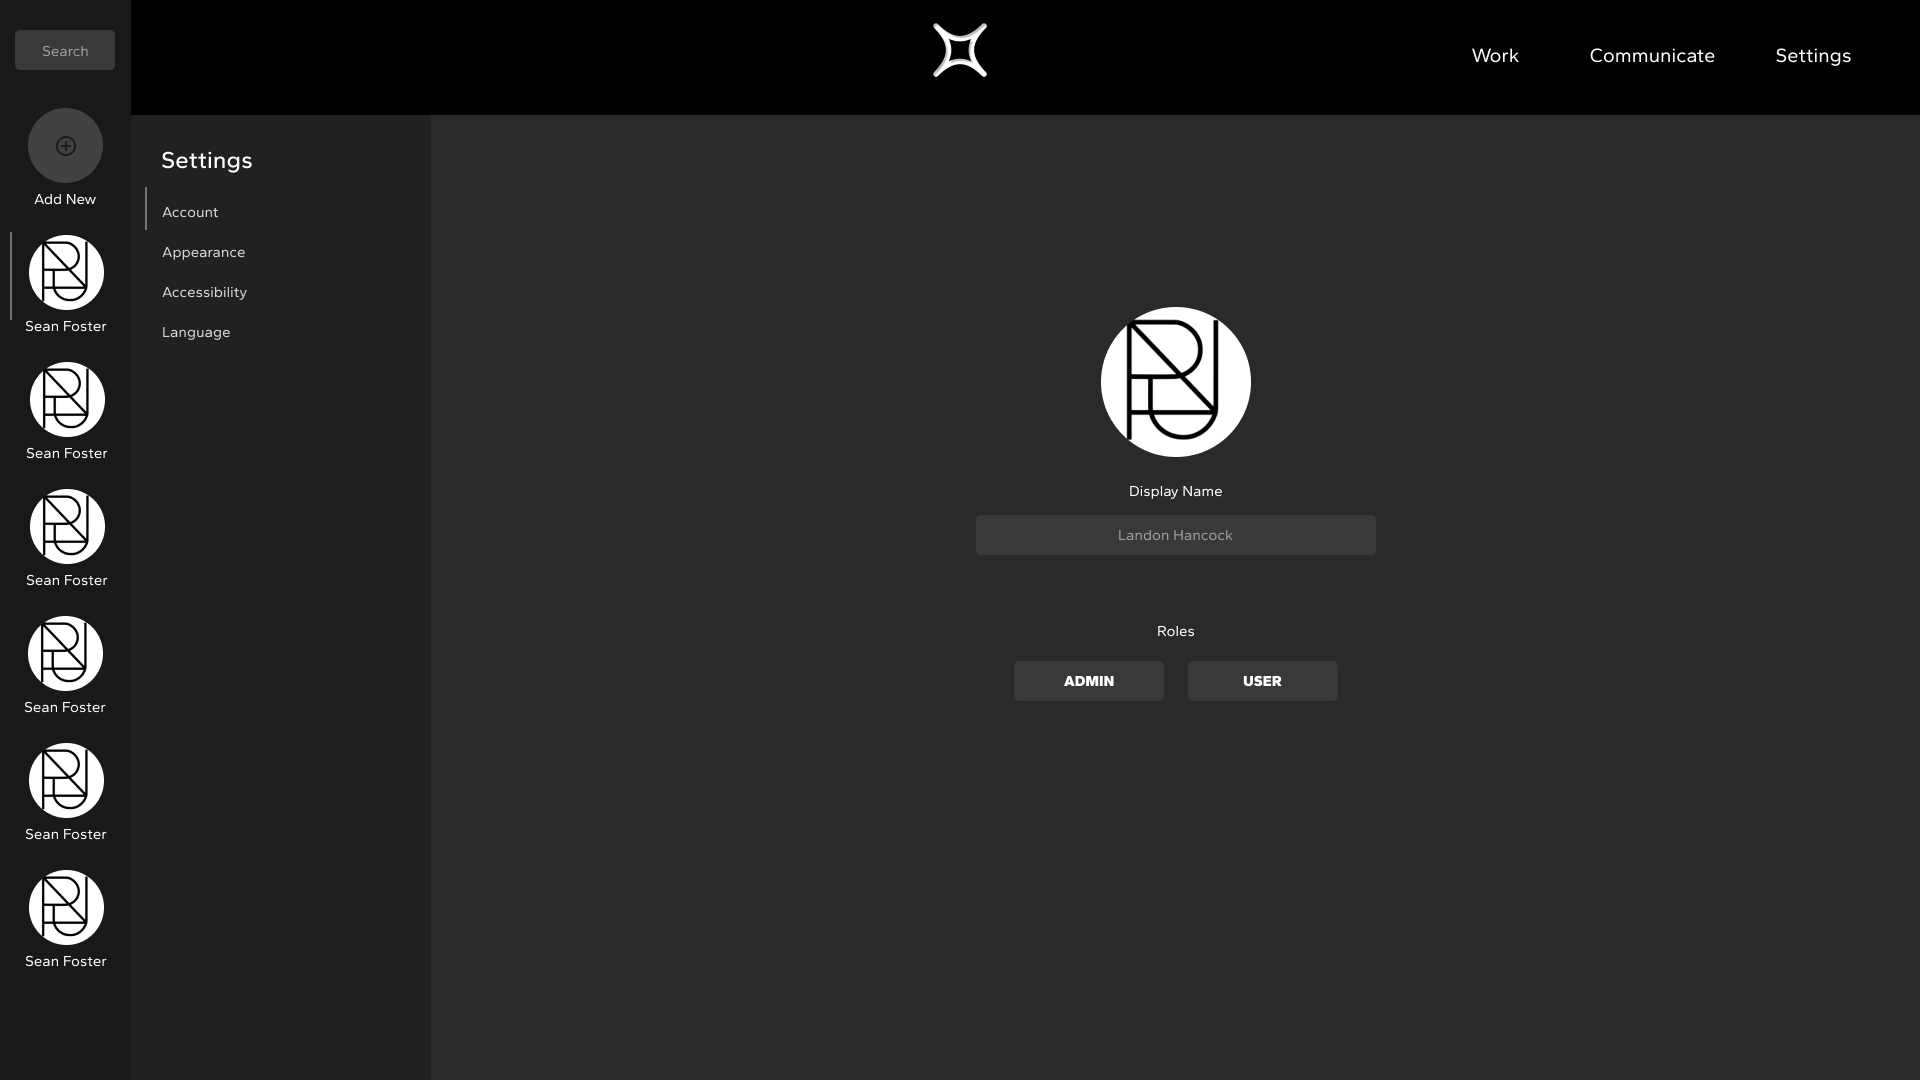 Search
Add New
Sean Foster
Sean Foster
Sean Foster
Sean Foster
Sean Foster
Sean Foster
Work
Communicate
Settings
Settings
Account
Appearance
Accessibility
Language
Display Name
Landon Hancock
Roles
ADMIN
USER